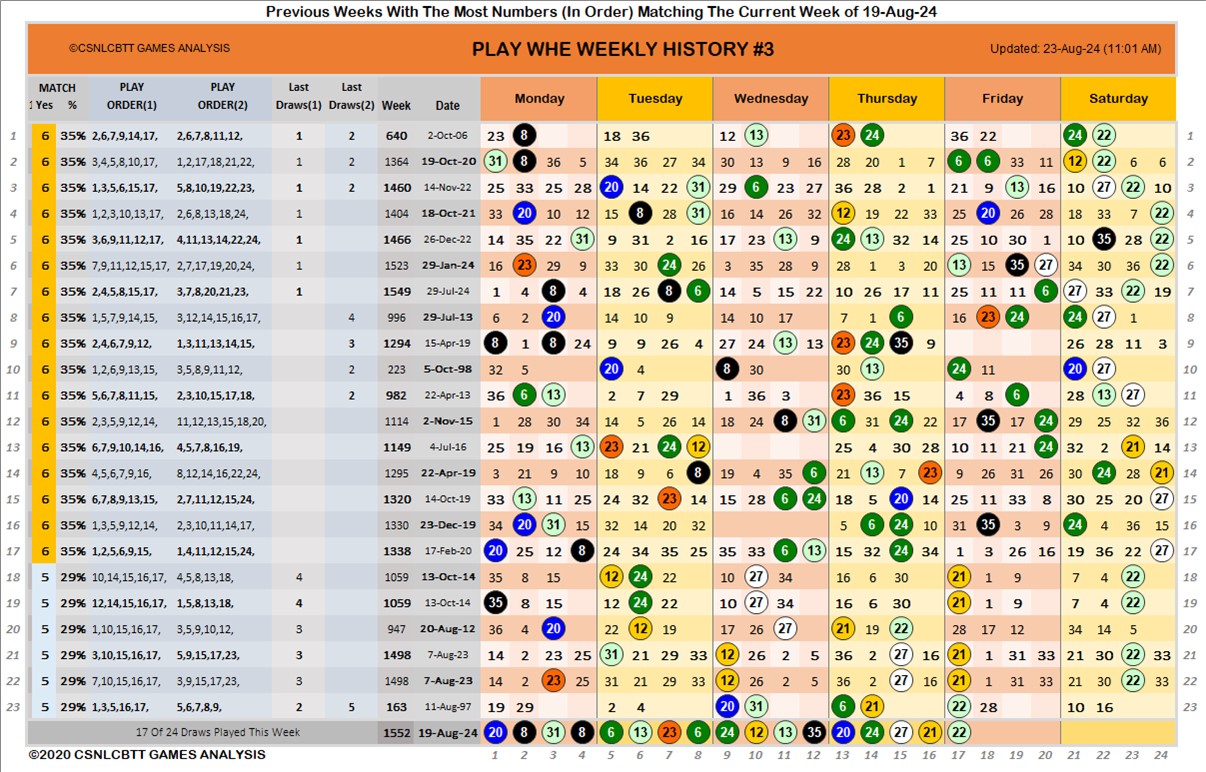 Previous Weeks With The Most Numbers (In Order) Matching The Current Week of 19-Aug-24
©CSNLCBTT GAMES ANALYSIS PLAY WHE WEEKLY HISTORY #3 Updated: 23-Aug-24 (11:01 AM)
MATCH PLAY PLAY Last Last
1 Yes % ORDER(1) ORDER(2) Draws(1) Draws(2) Week Date Monday Tuesday Wednesday Thursday Friday Saturday
1 6 35% 2,6,7,9,14,17, 2,6,7,8,11,12, 1 2 640 2-Oct-06 23 8 18 36 12 13 23 24 36 22 24 22 1
2 6 35% 3,4,5,8,10,17, 1,2,17,18,21,22, 1 2 1364 19-Oct-20 31 8 36 5 34 36 27 34 30 13 9 16 28 20 1 7 6 6 33 11 12 22 6 6 2
3 6 35% 1,3,5,6,15,17, 5,8,10,19,22,23, 1 2 1460 14-Nov-22 25 33 25 28 20 14 22 31 29 6 23 27 36 28 2 1 21 9 13 16 10 27 22 10 3
4 6 35% 1,2,3,10,13,17, 2,6,8,13,18,24, 1 1404 18-Oct-21 33 20 10 12 15 8 28 31 16 14 26 32 12 19 22 33 25 20 26 28 18 33 7 22 4
5 6 35% 3,6,9,11,12,17, 4,11,13,14,22,24, 1 1466 26-Dec-22 14 35 22 31 9 31 2 16 17 23 13 9 24 13 32 14 25 10 30 1 10 35 28 22 5
6 6 35% 7,9,11,12,15,17, 2,7,17,19,20,24, 1 1523 29-Jan-24 16 23 29 9 33 30 24 26 3 35 28 9 28 1 3 20 13 15 35 27 34 30 36 22 6
7 6 35% 2,4,5,8,15,17, 3,7,8,20,21,23, 1 1549 29-Jul-24 1 4 8 4 18 26 8 6 14 5 15 22 10 26 17 11 25 11 11 6 27 33 22 19 7
8 6 35% 1,5,7,12,14,15, 3,12,14,15,16,17, 4 996 29-Jul-13 6 2 20 14 10 9 14 10 17 7 1 6 16 23 24 24 27 1 8
9 6 35% 2,4,6,7,9,12, 1,3,11,13,14,15, 3 1294 15-Apr-19 8 1 8 24 9 9 26 4 27 24 13 13 23 24 35 9 26 28 11 3 9
10 6 35% 1,2,6,9,13,15, 3,5,8,9,11,12, 2 223 5-Oct-98 32 5 20 4 8 30 30 13 24 11 20 27 10
11 6 35% 5,6,7,8,11,15, 2,3,10,15,17,18, 2 982 22-Apr-13 36 6 13 2 7 29 1 36 3 23 36 15 4 8 6 28 13 27 11
12 6 35% 2,3,5,9,12,14, 11,12,13,15,18,20, 1114 2-Nov-15 1 28 30 34 14 5 26 14 18 24 8 31 6 31 24 22 17 35 17 24 29 25 32 36 12
13 6 35% 6,7,9,10,14,16, 4,5,7,8,16,19, 1149 4-Jul-16 25 19 16 13 23 21 24 12 25 4 30 28 10 11 21 24 32 33 21 14 13
14 6 35% 4,5,6,7,9,16, 8,12,14,16,22,24, 1295 22-Apr-19 3 21 9 10 18 9 6 8 19 4 35 6 21 13 7 23 9 26 31 26 30 24 28 21 14
15 6 35% 6,7,8,9,13,15, 2,7,11,12,15,24, 1320 14-Oct-19 33 13 11 25 24 32 23 14 15 28 6 24 18 5 20 14 25 11 33 8 30 25 20 27 15
16 6 35% 1,3,5,9,12,14, 2,3,10,11,14,17, 1330 23-Dec-19 34 20 31 15 32 14 20 32 5 6 24 10 31 35 3 9 24 4 36 15 16
17 6 35% 1,2,5,6,9,15, 1,4,11,12,15,24, 1338 17-Feb-20 20 25 12 8 24 34 35 25 35 33 6 13 15 32 24 34 1 3 26 16 19 36 22 27 17
18 5 29% 10,14,15,16,17, 4,5,8,13,18, 4 1059 13-Oct-14 35 8 15 12 24 22 10 27 34 16 6 30 21 1 9 7 4 22 18
19 5 29% 12,14,15,16,17, 1,5,8,13,18, 4 1059 13-Oct-14 35 8 15 12 24 22 10 27 34 16 6 30 21 1 9 7 4 22 19
20 5 29% 1,10,15,16,17, 3,5,9,10,12, 3 947 20-Aug-12 36 4 20 22 12 19 17 26 27 21 19 22 28 17 12 34 14 5 20
21 5 29% 3,10,15,16,17, 5,9,15,17,23, 3 1498 7-Aug-23 14 2 23 25 31 21 29 33 12 26 2 5 36 2 27 16 21 1 31 33 21 30 22 33 21
22 5 29% 7,10,15,16,17, 3,9,15,17,23, 3 1498 7-Aug-23 14 2 23 25 31 21 29 33 12 26 2 5 36 2 27 16 21 1 31 33 21 30 22 33 22
23 5 29% 1,3,5,16,17, 5,6,7,8,9, 2 5 163 11-Aug-97 19 29 2 4 20 31 6 21 22 28 10 16 23
17 Of 24 Draws Played This Week 1552 19-Aug-24 20 8 31 8 6 13 23 6 24 12 13 35 20 24 27 21 22
©2020 CSNLCBTT GAMES ANALYSIS 1 2 3 4 5 6 7 8 9 10 11 12 13 14 15 16 17 18 19 20 21 22 23 24